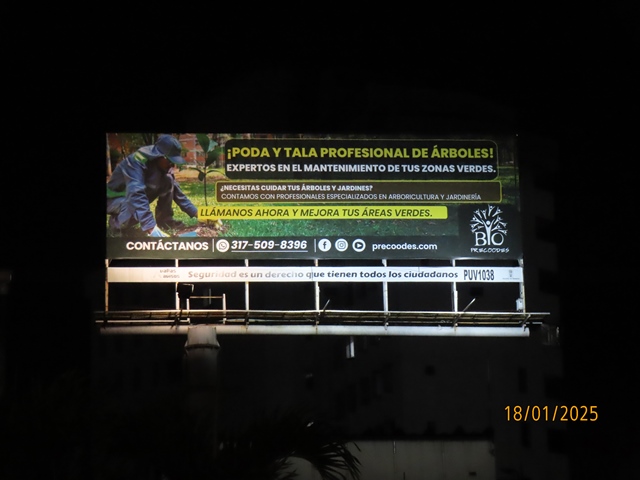 ¡PODA Y TALA PROFESIONAL DE ÁRBOLES!
EXPERTOS EN EL MANTENIMIENTO DE TUS ZONAS VERDES.
¿NECESITAS CUIDAR TUS ÁRBOLES Y JARDINES?
CONTAMOS CON PROFESIONALES ESPECIALIZADOS EN ARBORICULTURA Y JARDINERÍA
LLÁMANOS AHORA Y MEJORA TUS ÁREAS VERDES.
BIO
PRECOODES
CONTÁCTANOS 317-509-8396 precoodes.com
Seguridad es un derecho que tienen todos los ciudadanos PUV1038
18/01/2025